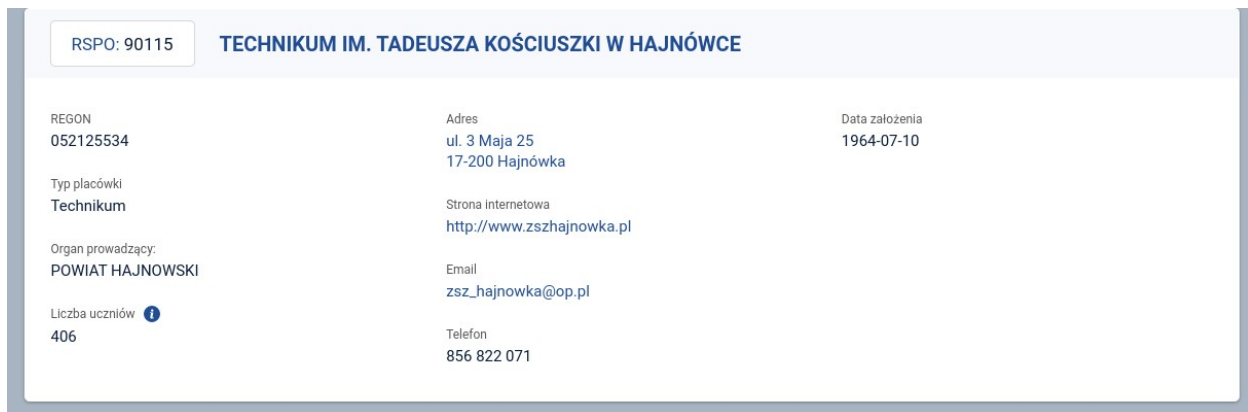 RSPO: 90115
TECHNIKUM IM. TADEUSZA KOŚCIUSZKI W HAJNÓWCE
REGON
052125534
Typ placówki
Technikum
Organ prowadzący:
POWIAT HAJNOWSKI
Liczba uczniów i
406
Adres
ul. 3 Maja 25
17-200 Hajnówka
Strona internetowa
http://www.zszhajnowka.pl
Email
zsz_hajnowka@op.pl
Telefon
856 822 071
Data założenia
1964-07-10